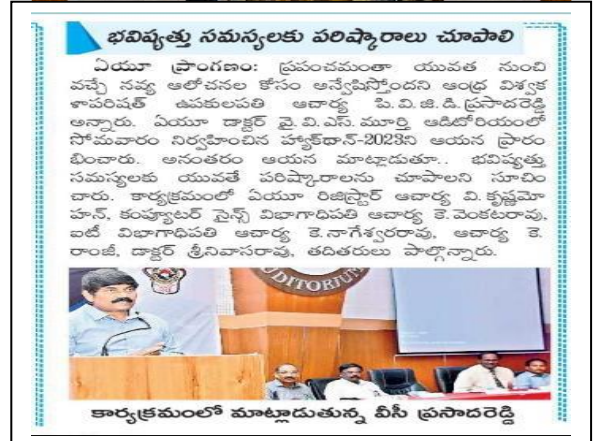 భవిష్యత్తు సమస్యలకు పరిష్కారాలు చూపాలి
ఏయూ ప్రాంగణం: ప్రపంచమంతా యువత నుంచి
వచ్చే నవ్య ఆలోచనల కోసం అన్వేషిస్తోందని ఆంధ్ర విశ్వక
ళాపరిషత్ ఉపకులపతి ఆచార్య పి.వి.జి.డి.ప్రసాదరెడ్డి
అన్నారు. ఏయూ డాక్టర్ వై.వి.ఎస్.మూర్తి ఆడిటోరియంలో
సోమవారం నిర్వహించిన హ్యాక్‌థాన్-2023ని ఆయన ప్రారం
భించారు. అనంతరం ఆయన మాట్లాడుతూ.. భవిష్యత్తు
సమస్యలకు యువతే పరిష్కారాలను చూపాలని సూచిం
చారు. కార్యక్రమంలో ఏయూ రిజిస్ట్రార్ ఆచార్య వి.కృష్ణమో
హన్, కంప్యూటర్ సైన్స్ విభాగాధిపతి ఆచార్య కె.వెంకటరావు,
ఐటీ విభాగాధిపతి ఆచార్య కె.నాగేశ్వరరావు, ఆచార్య కె.
రాంజీ, డాక్టర్ శ్రీనివాసరావు, తదితరులు పాల్గొన్నారు.
DITORIUM
కార్యక్రమంలో మాట్లాడుతున్న వీసీ ప్రసాదరెడ్డి